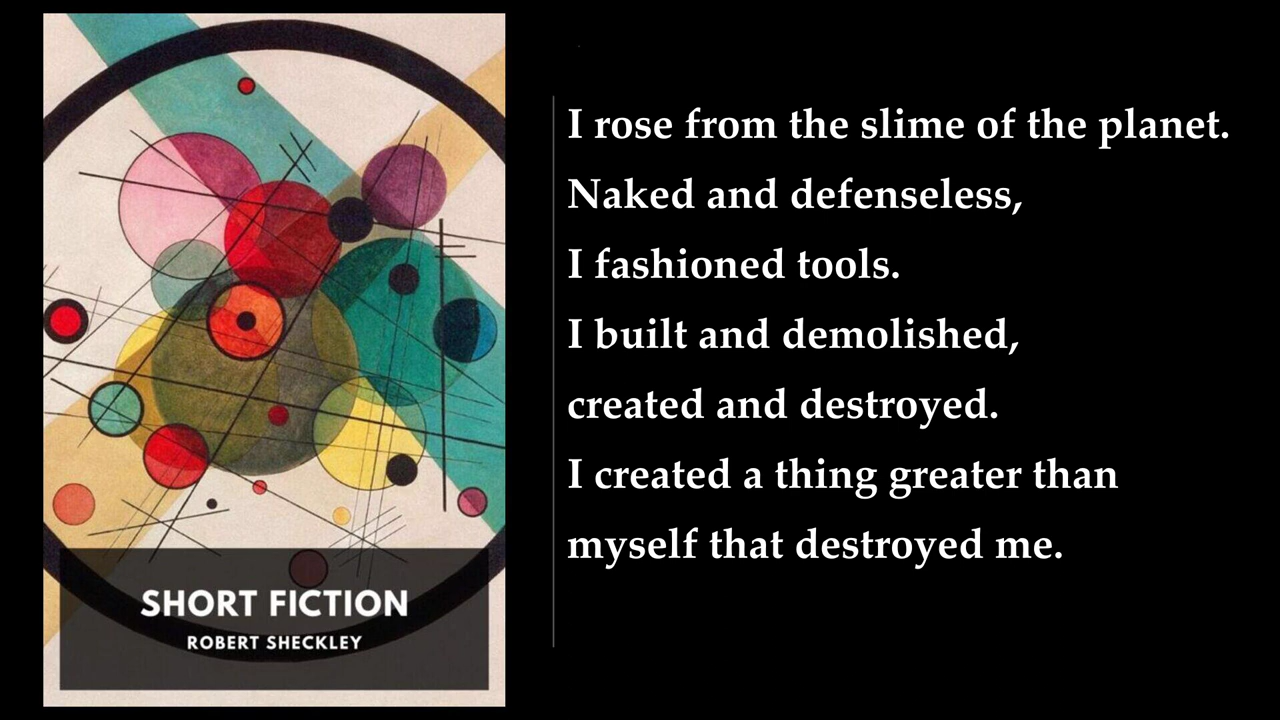 SHORT FICTION
ROBERT SHECKLEY
I rose from the slime of the planet.
Naked and defenseless,
I fashioned tools.
I built and demolished,
created and destroyed.
I created a thing greater than
myself that destroyed me.